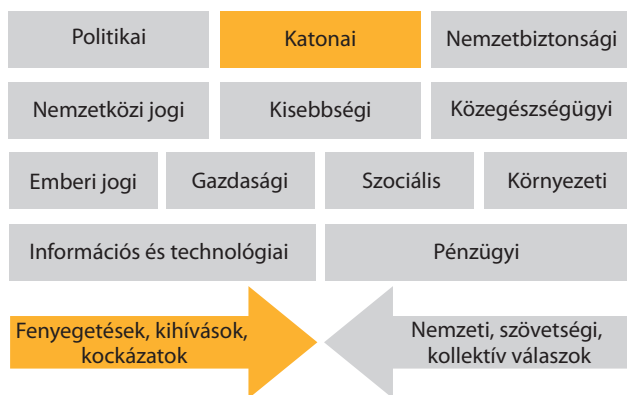 Politikai
Katonai
Nemzetbiztonsági
Nemzetközi jogi
Kisebbségi
Közegészségügyi
Emberi jogi
Gazdasági
Szociális
Környezeti
Információs és technológiai
Pénzügyi
Fenyegetések, kihívások,
kockázatok
Nemzeti, szövetségi,
kollektív válaszok